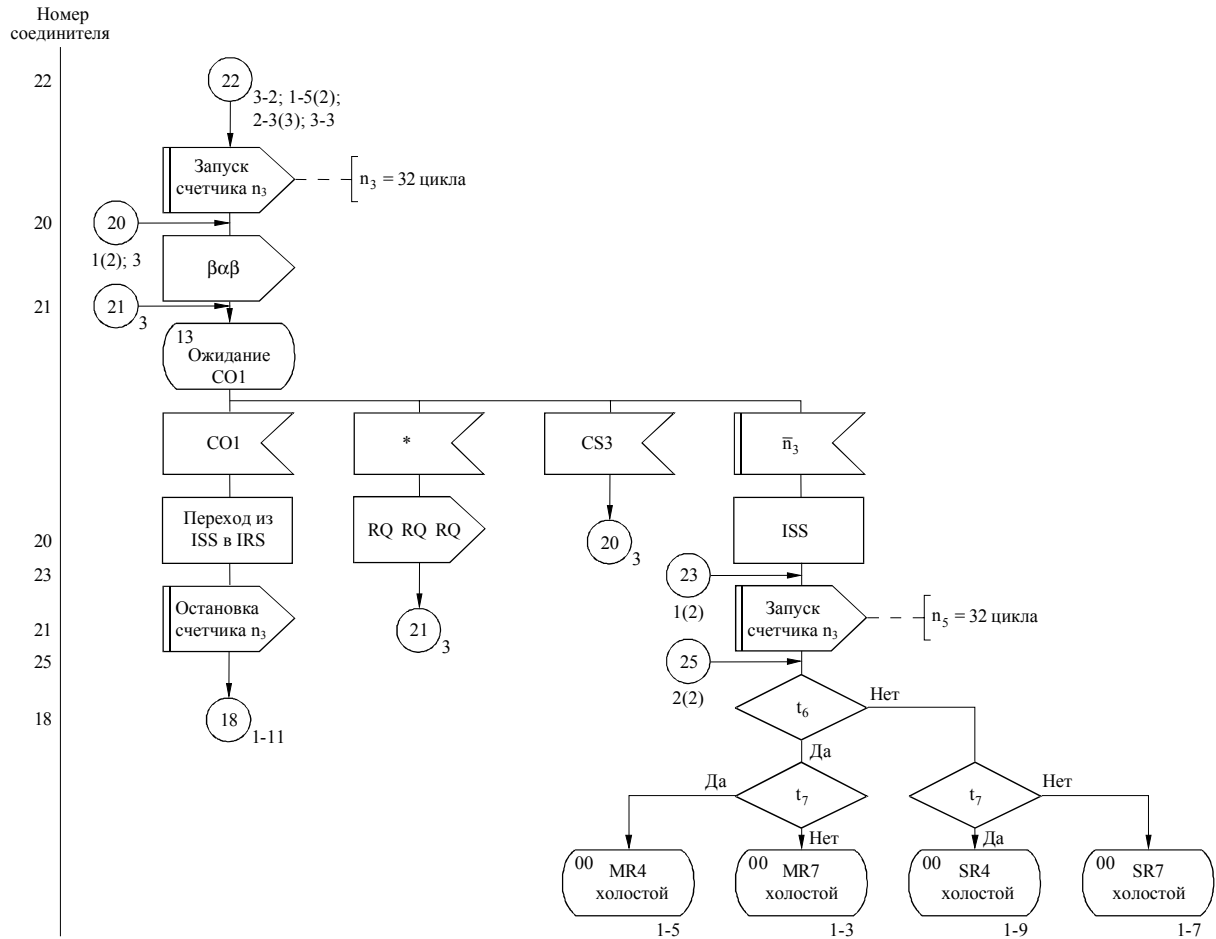 Номер
соединителя
22
22
3-2; 1-5(2);
2-3(3); 3-3
Запуск
счетчика n₃
n₃ = 32 цикла
20
20
1(2); 3
βαβ
21
21
3
13
Ожидание
CO1
CO1
*
CS3
n̅₃
Переход из
ISS в IRS
RQ RQ RQ
ISS
20
20
3
23
23
1(2)
Остановка
счетчика n₃
Запуск
счетчика n₃
n₅ = 32 цикла
21
21
3
25
25
2(2)
18
18
1-11
t₆
Нет
Да
Да
t₇
Нет
t₇
Нет
Да
00
MR4
холостой
1-5
00
MR7
холостой
1-3
00
SR4
холостой
1-9
00
SR7
холостой
1-7